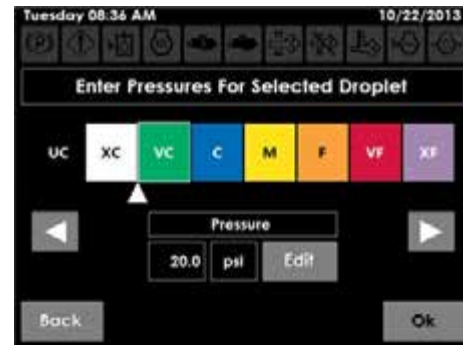 Tuesday 08:36 AM 10/22/2013
Enter Pressures For Selected Droplet
UC XC VC C M F VF XF
Pressure
20.0 psi Edit
Back Ok